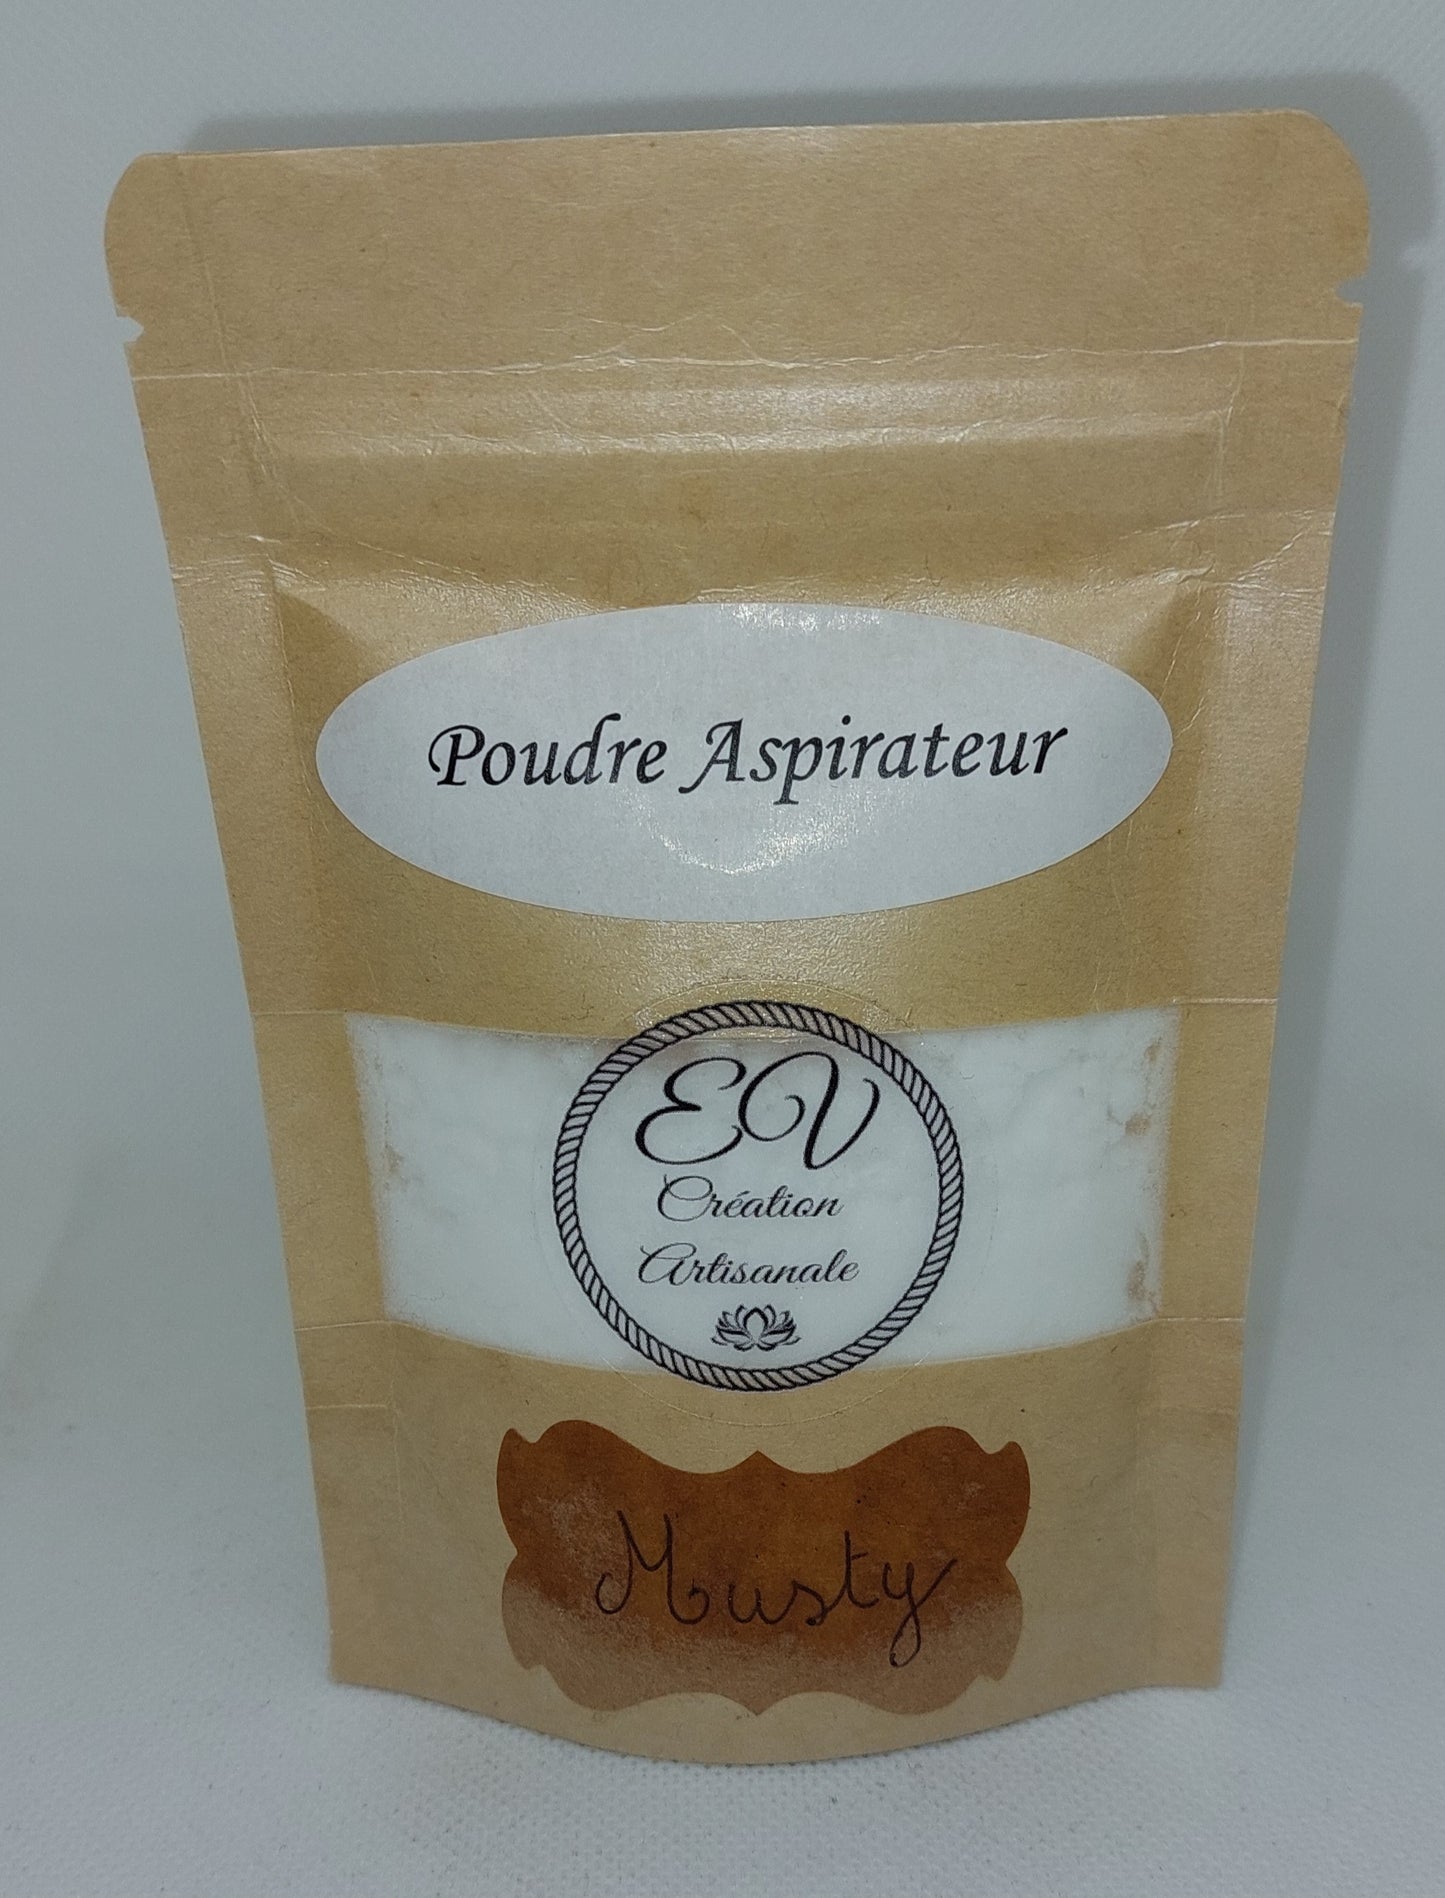 Poudre Aspirateur
EV
Création
Artisanale
Musty